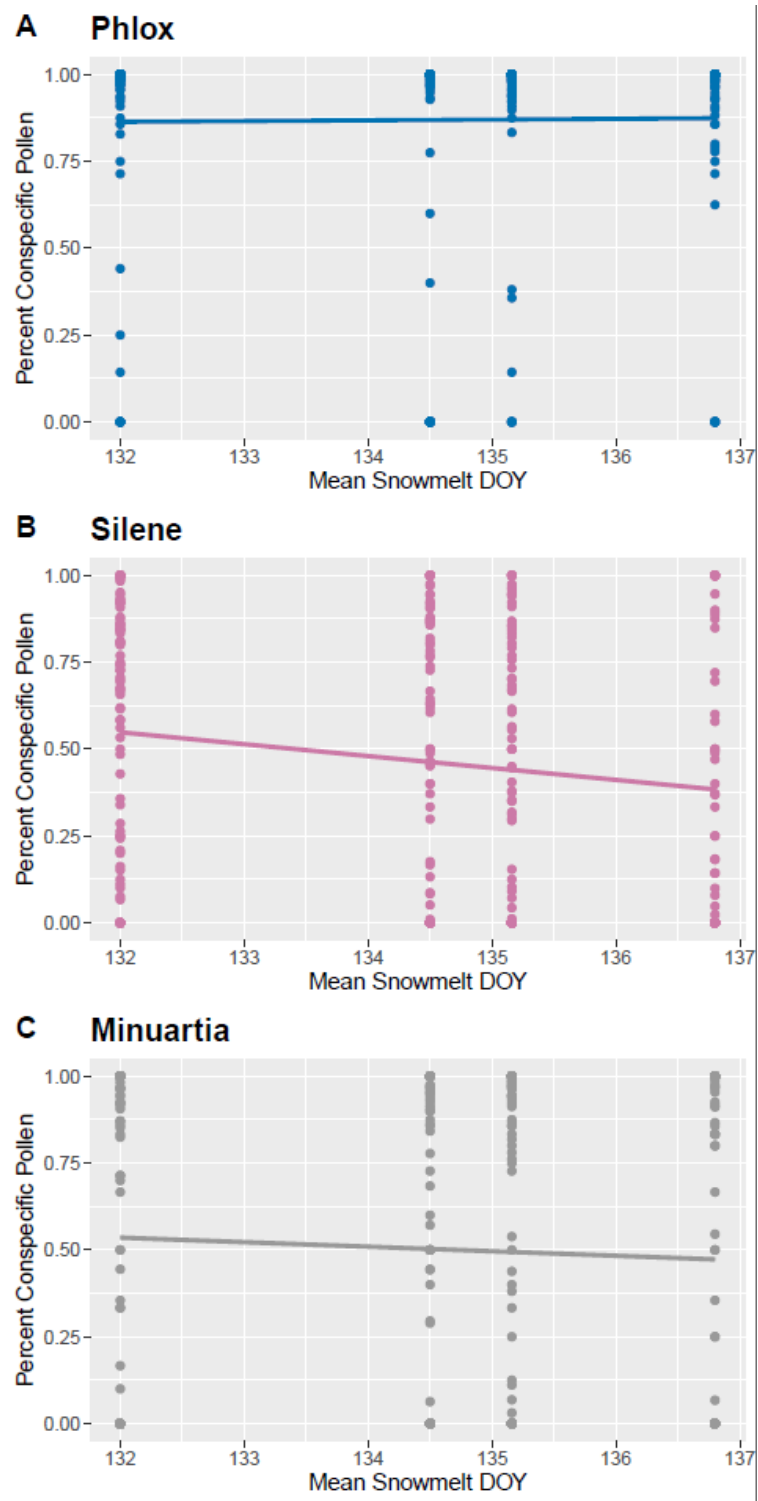 A Phlox
Percent Conspecific Pollen
1.00
0.75
0.50
0.25
0.00
132 133 134 135 136 137
Mean Snowmelt DOY
B Silene
Percent Conspecific Pollen
1.00
0.75
0.50
0.25
0.00
132 133 134 135 136 137
Mean Snowmelt DOY
C Minuartia
Percent Conspecific Pollen
1.00
0.75
0.50
0.25
0.00
132 133 134 135 136 137
Mean Snowmelt DOY